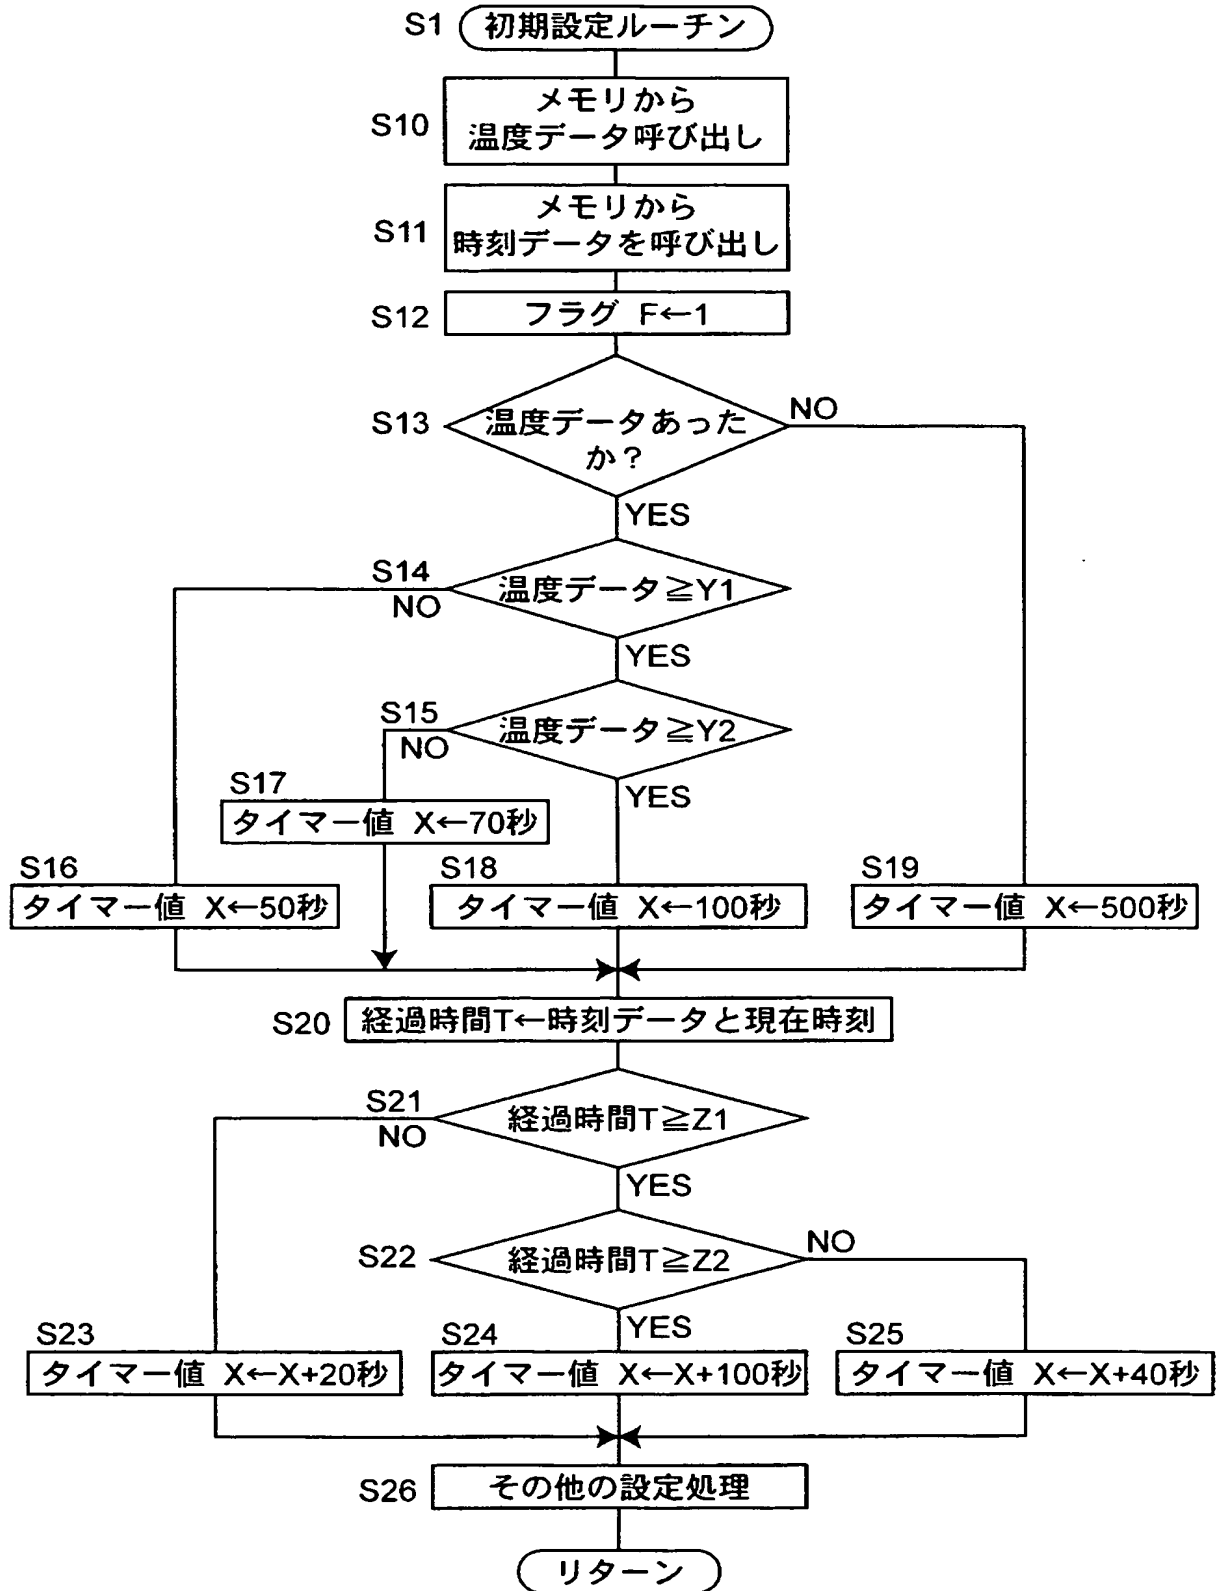 S1 初期設定ルーチン
メモリから
S10 温度データ呼び出し
メモリから
S11 時刻データを呼び出し
S12 フラグ F←1
S13 温度データあった
か？
NO
YES
S14 温度データ≧Y1
NO
YES
S15 温度データ≧Y2
NO
YES
S17
タイマー値 X←70秒
S16
タイマー値 X←50秒
S18
タイマー値 X←100秒
S19
タイマー値 X←500秒
S20 経過時間T←時刻データと現在時刻
S21 経過時間T≧Z1
NO
YES
S22 経過時間T≧Z2
NO
YES
S23
タイマー値 X←X+20秒
S24
タイマー値 X←X+100秒
S25
タイマー値 X←X+40秒
S26 その他の設定処理
リターン